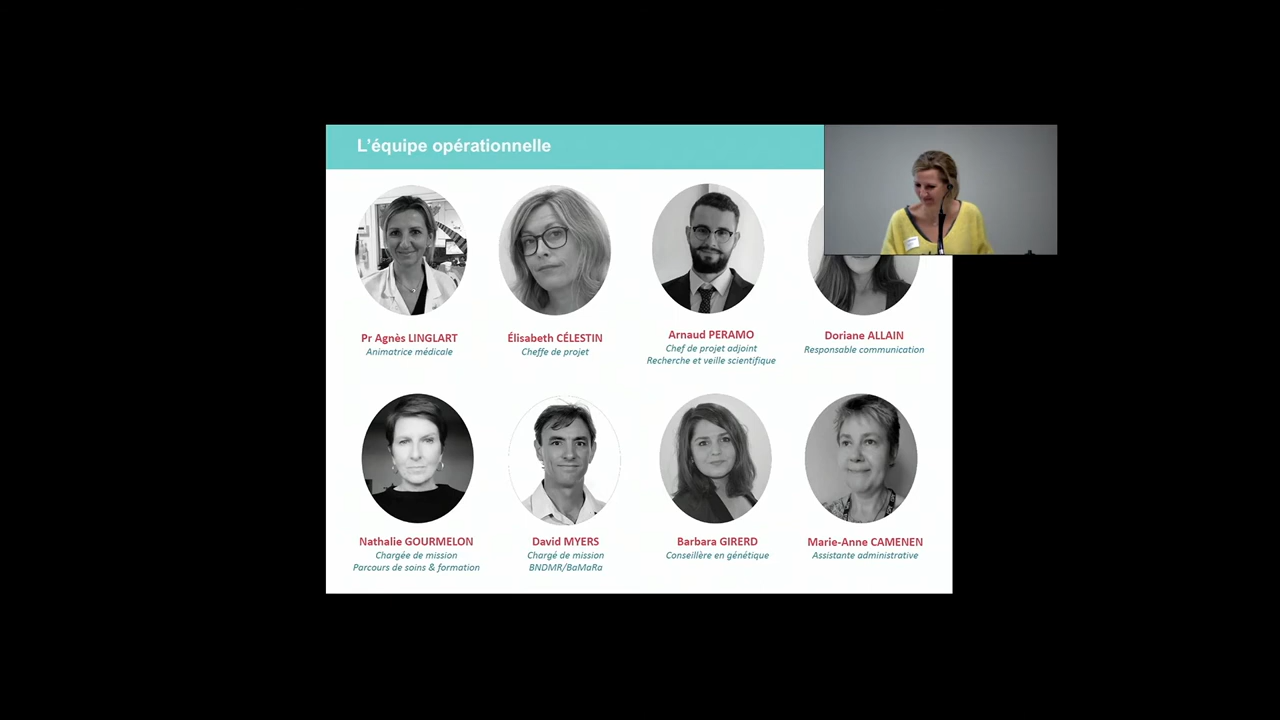 L'équipe opérationnelle
Pr Agnès LINGLART
Animatrice médicale
Élisabeth CÉLESTIN
Cheffe de projet
Arnaud PERAMO
Chef de projet adjoint
Recherche et veille scientifique
Doriane ALLAIN
Responsable communication
Nathalie GOURMELON
Chargée de mission
Parcours de soins & formation
David MYERS
Chargé de mission
BNDMR/BaMaRa
Barbara GIRERD
Conseillère en génétique
Marie-Anne CAMENEN
Assistante administrative